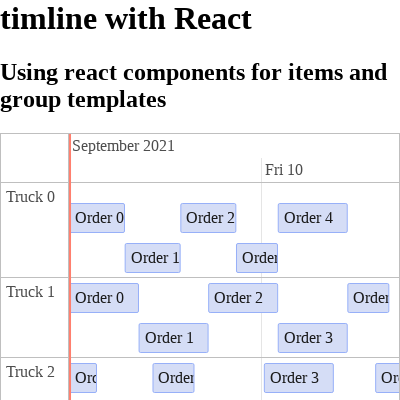 timline with React
Using react components for items and
group templates
September 2021
Fri 10
Truck 0
Order 0
Order 2
Order 4
Order 1
Order
Truck 1
Order 0
Order 2
Order
Order 1
Order 3
Truck 2
Ord
Order
Order 3
Or